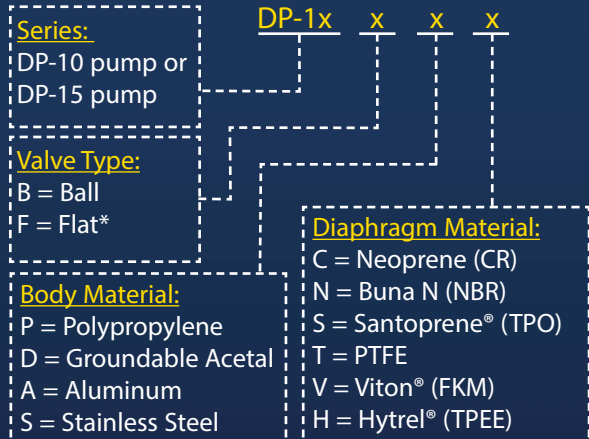 DP-1x x x x
Series:
DP-10 pump or
DP-15 pump
Valve Type:
B = Ball
F = Flat*
Body Material:
P = Polypropylene
D = Groundable Acetal
A = Aluminum
S = Stainless Steel
Diaphragm Material:
C = Neoprene (CR)
N = Buna N (NBR)
S = Santoprene® (TPO)
T = PTFE
V = Viton® (FKM)
H = Hytrel® (TPEE)